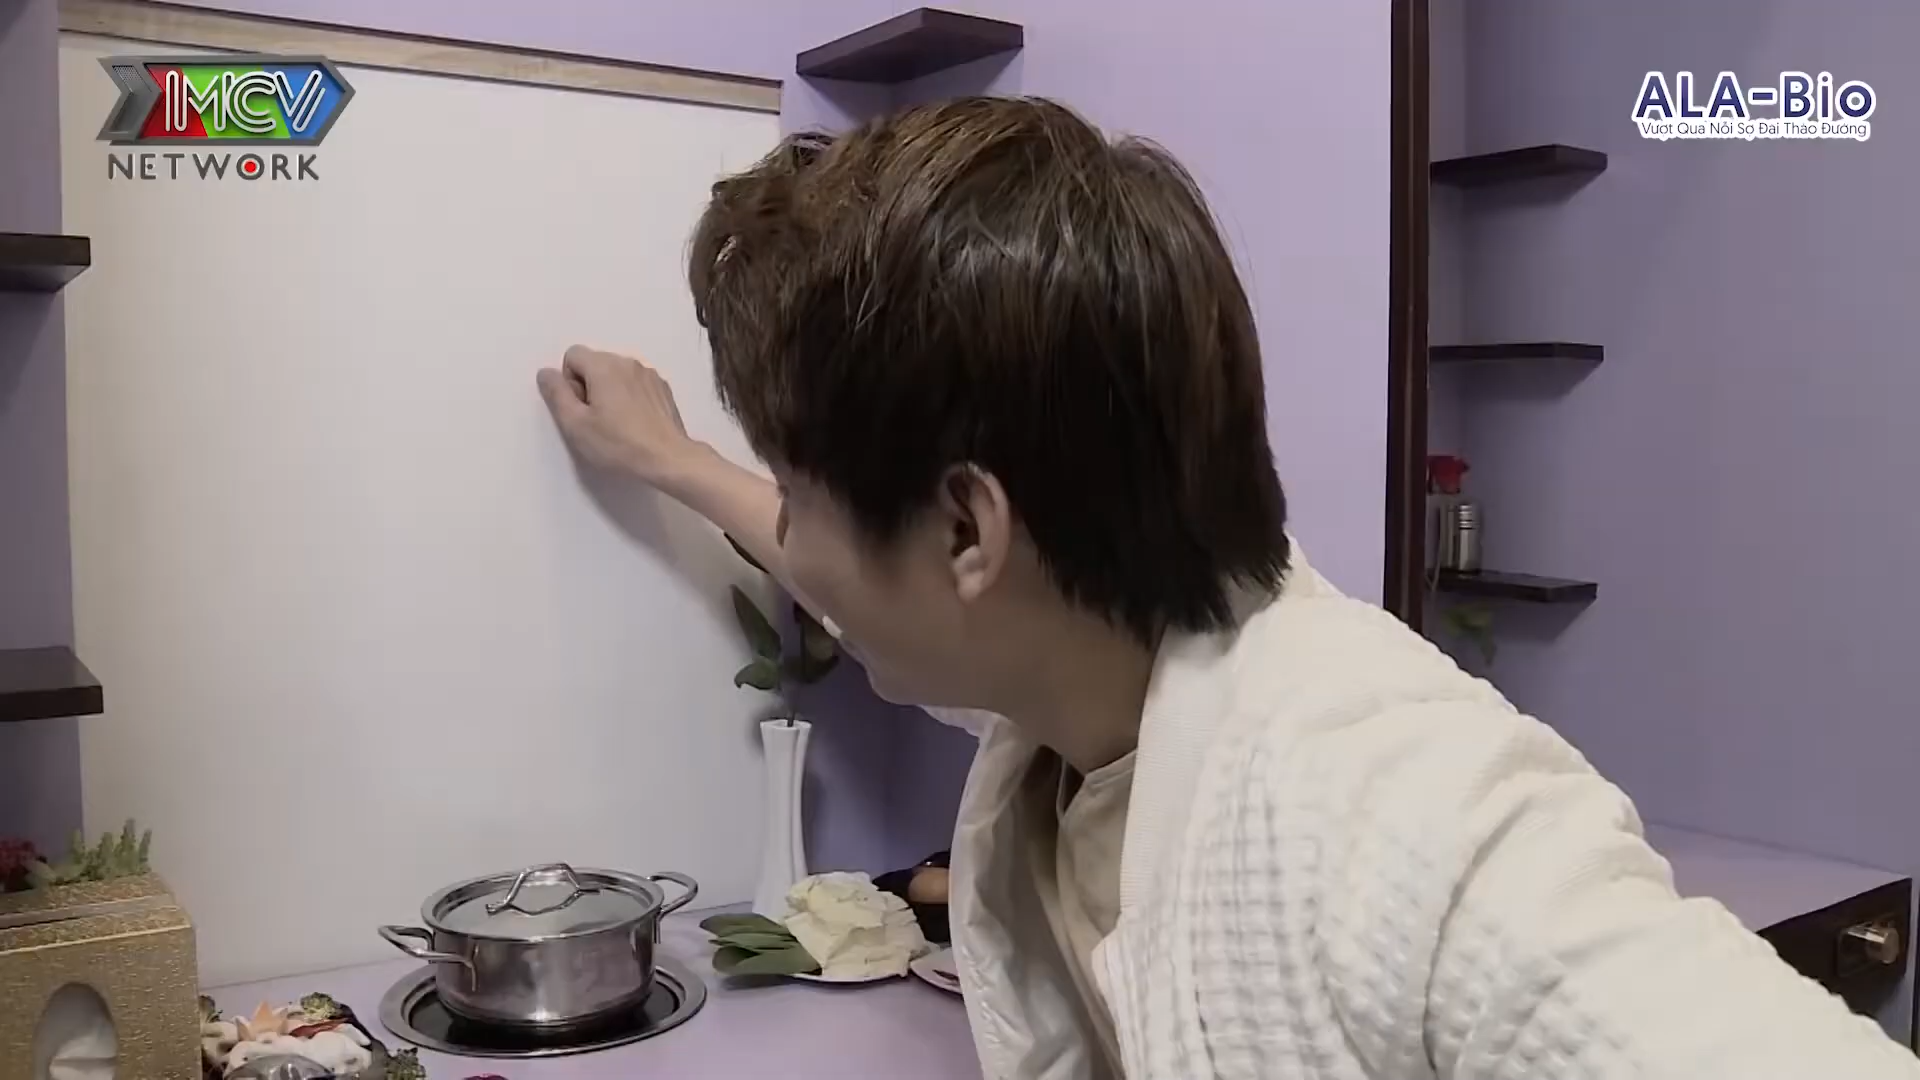 MCV
NETWORK
ALA-Bio
Vượt Qua Nỗi Sợ Đái Tháo Đường